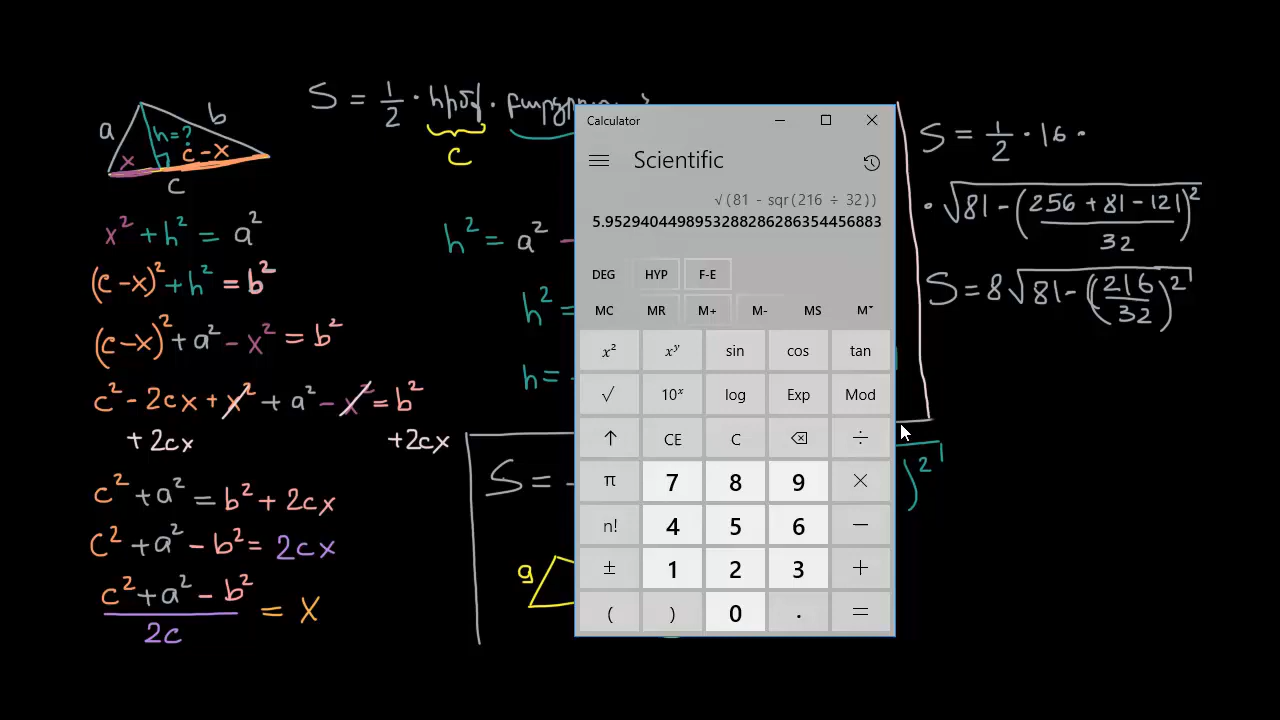 S = 1/2 · հիմք ·
c
a b h=? x c-x c
x² + h² = a²
(c-x)² + h² = b²
(c-x)² + a² - x² = b²
c² - 2cx + x² + a² - x² = b²
+ 2cx +2cx
c² + a² = b² + 2cx
c² + a² - b² = 2cx
c² + a² - b² / 2c = x
h² = a² -
h² =
h =
S =
9
)²
Calculator
Scientific
√(81 - sqr(216 ÷ 32))
5.9529404498953288286286354456883
DEG HYP F-E
MC MR M+ M- MS M˅
x² xʸ sin cos tan
√ 10ˣ log Exp Mod
↑ CE C ⌫ ÷
π 7 8 9 ×
n! 4 5 6 −
± 1 2 3 +
( ) 0 . =
S = 1/2 · 16 ·
· √81 - (256 + 81 - 121 / 32)²
S = 8√81 - (216/32)²